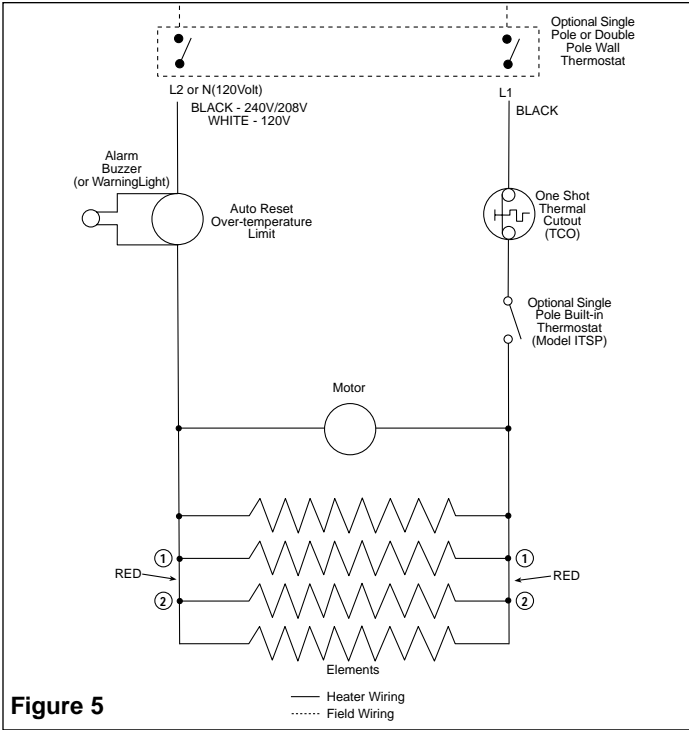 Optional Single
Pole or Double
Pole Wall
Thermostat
L2 or N(120Volt)
BLACK - 240V/208V
WHITE - 120V
L1
BLACK
Alarm
Buzzer
(or WarningLight)
Auto Reset
Over-temperature
Limit
One Shot
Thermal
Cutout
(TCO)
Optional Single
Pole Built-in
Thermostat
(Model ITSP)
Motor
1
1
RED
RED
2
2
Elements
Figure 5
Heater Wiring
Field Wiring